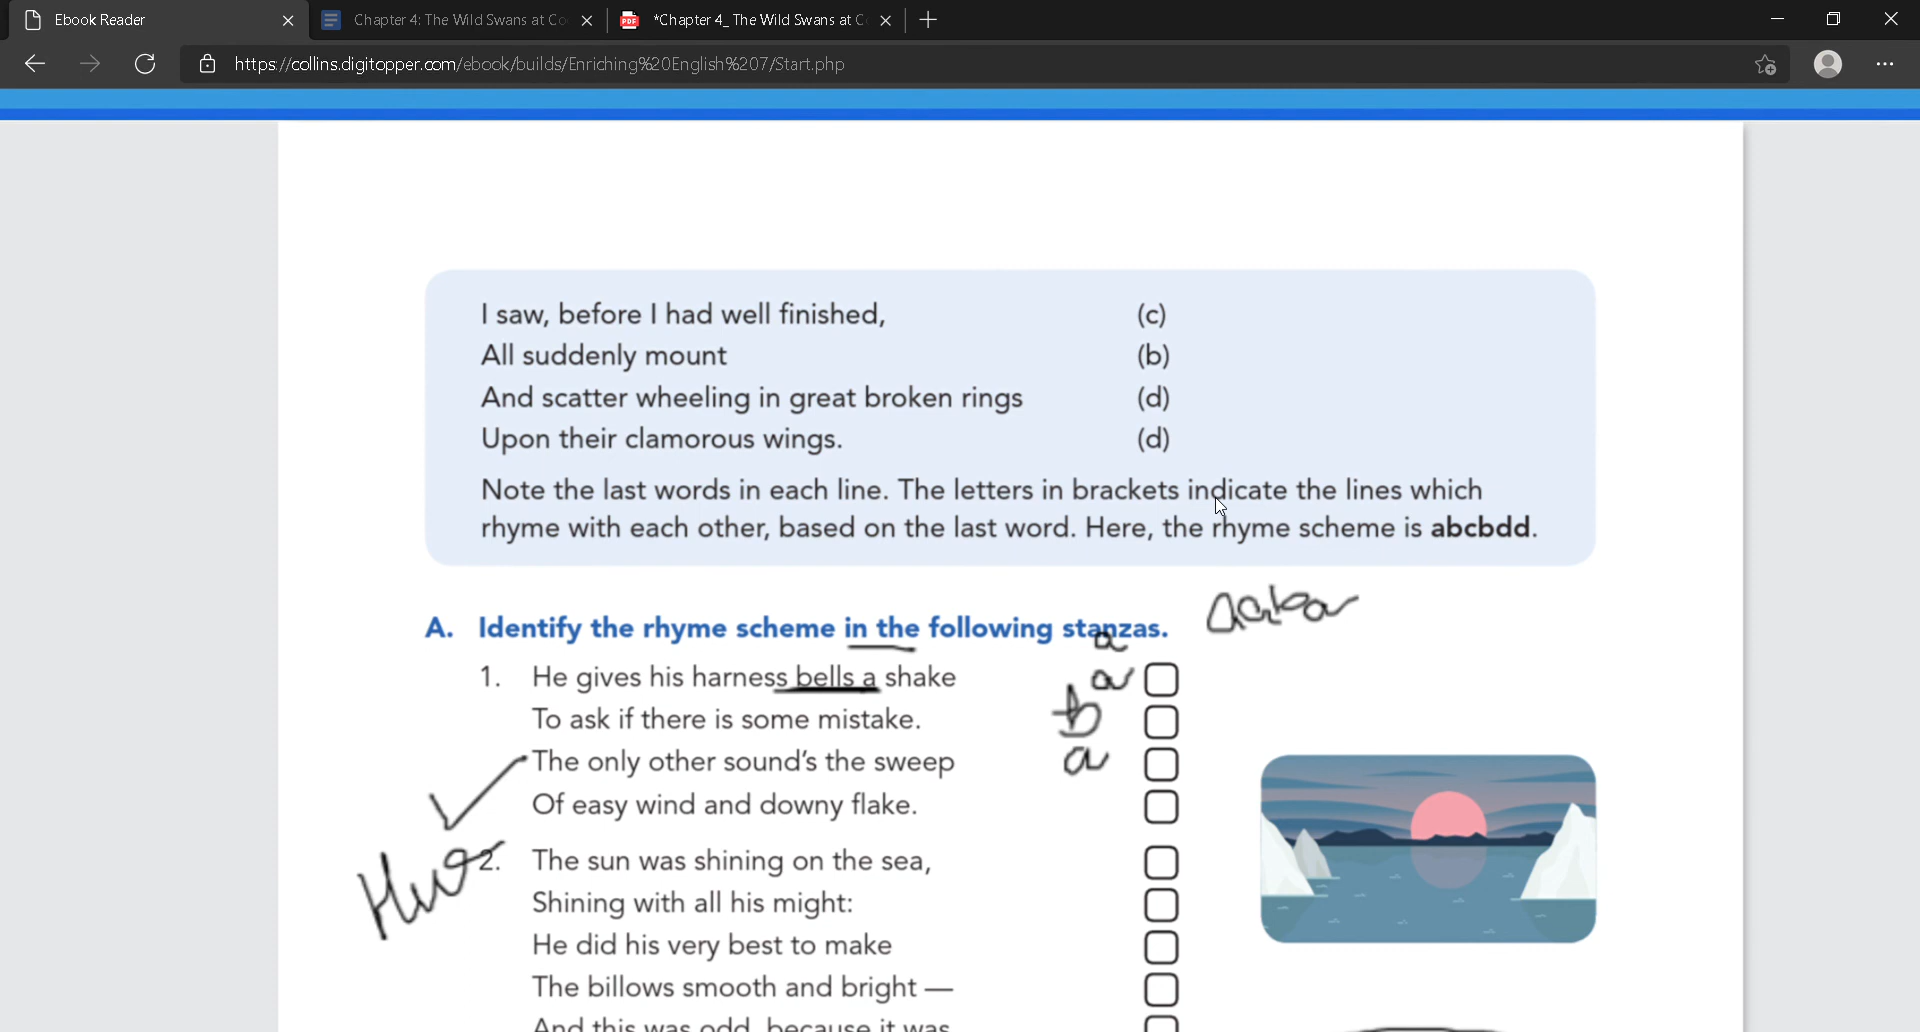 Ebook Reader
Chapter 4: The Wild Swans at Co
*Chapter 4_ The Wild Swans at C
https://collins.digitopper.com/ebook/builds/Enriching%20English%207/Start.php
I saw, before I had well finished, (c)
All suddenly mount (b)
And scatter wheeling in great broken rings (d)
Upon their clamorous wings. (d)
Note the last words in each line. The letters in brackets indicate the lines which
rhyme with each other, based on the last word. Here, the rhyme scheme is abcbdd.
A. Identify the rhyme scheme in the following stanzas.
a
1. He gives his harness bells a shake a
To ask if there is some mistake. b
The only other sound's the sweep a
Of easy wind and downy flake.
2. The sun was shining on the sea,
Shining with all his might:
He did his very best to make
The billows smooth and bright —
And this was odd, because it was